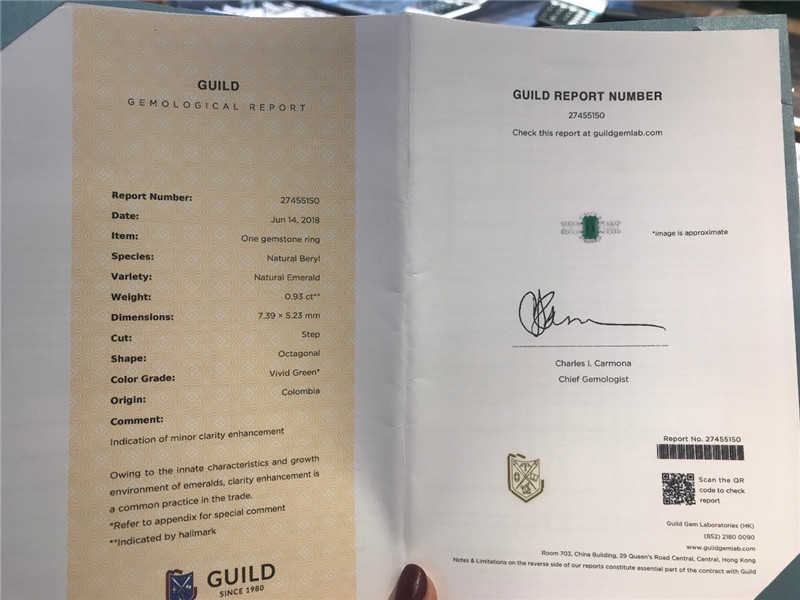 GUILD
GEMOLOGICAL REPORT
Report Number: 27455150
Date: Jun 14, 2018
Item: One gemstone ring
Species: Natural Beryl
Variety: Natural Emerald
Weight: 0.93 ct**
Dimensions: 7.39 × 5.23 mm
Cut: Step
Shape: Octagonal
Color Grade: Vivid Green*
Origin: Colombia
Comment:
Indication of minor clarity enhancement
Owing to the innate characteristics and growth
environment of emeralds, clarity enhancement is
a common practice in the trade.
*Refer to appendix for special comment
**Indicated by hallmark
GUILD
SINCE 1980
GUILD REPORT NUMBER
27455150
Check this report at guildgemlab.com
*Image is approximate
Charles I. Carmona
Chief Gemologist
Report No. 27455150
Scan the QR
code to check
report
Guild Gem Laboratories (HK)
(852) 2180 0090
www.guildgemlab.com
Room 703, China Building, 29 Queen's Road Central, Central, Hong Kong
Notes & Limitations on the reverse side of our reports constitute essential part of the contract with Guild